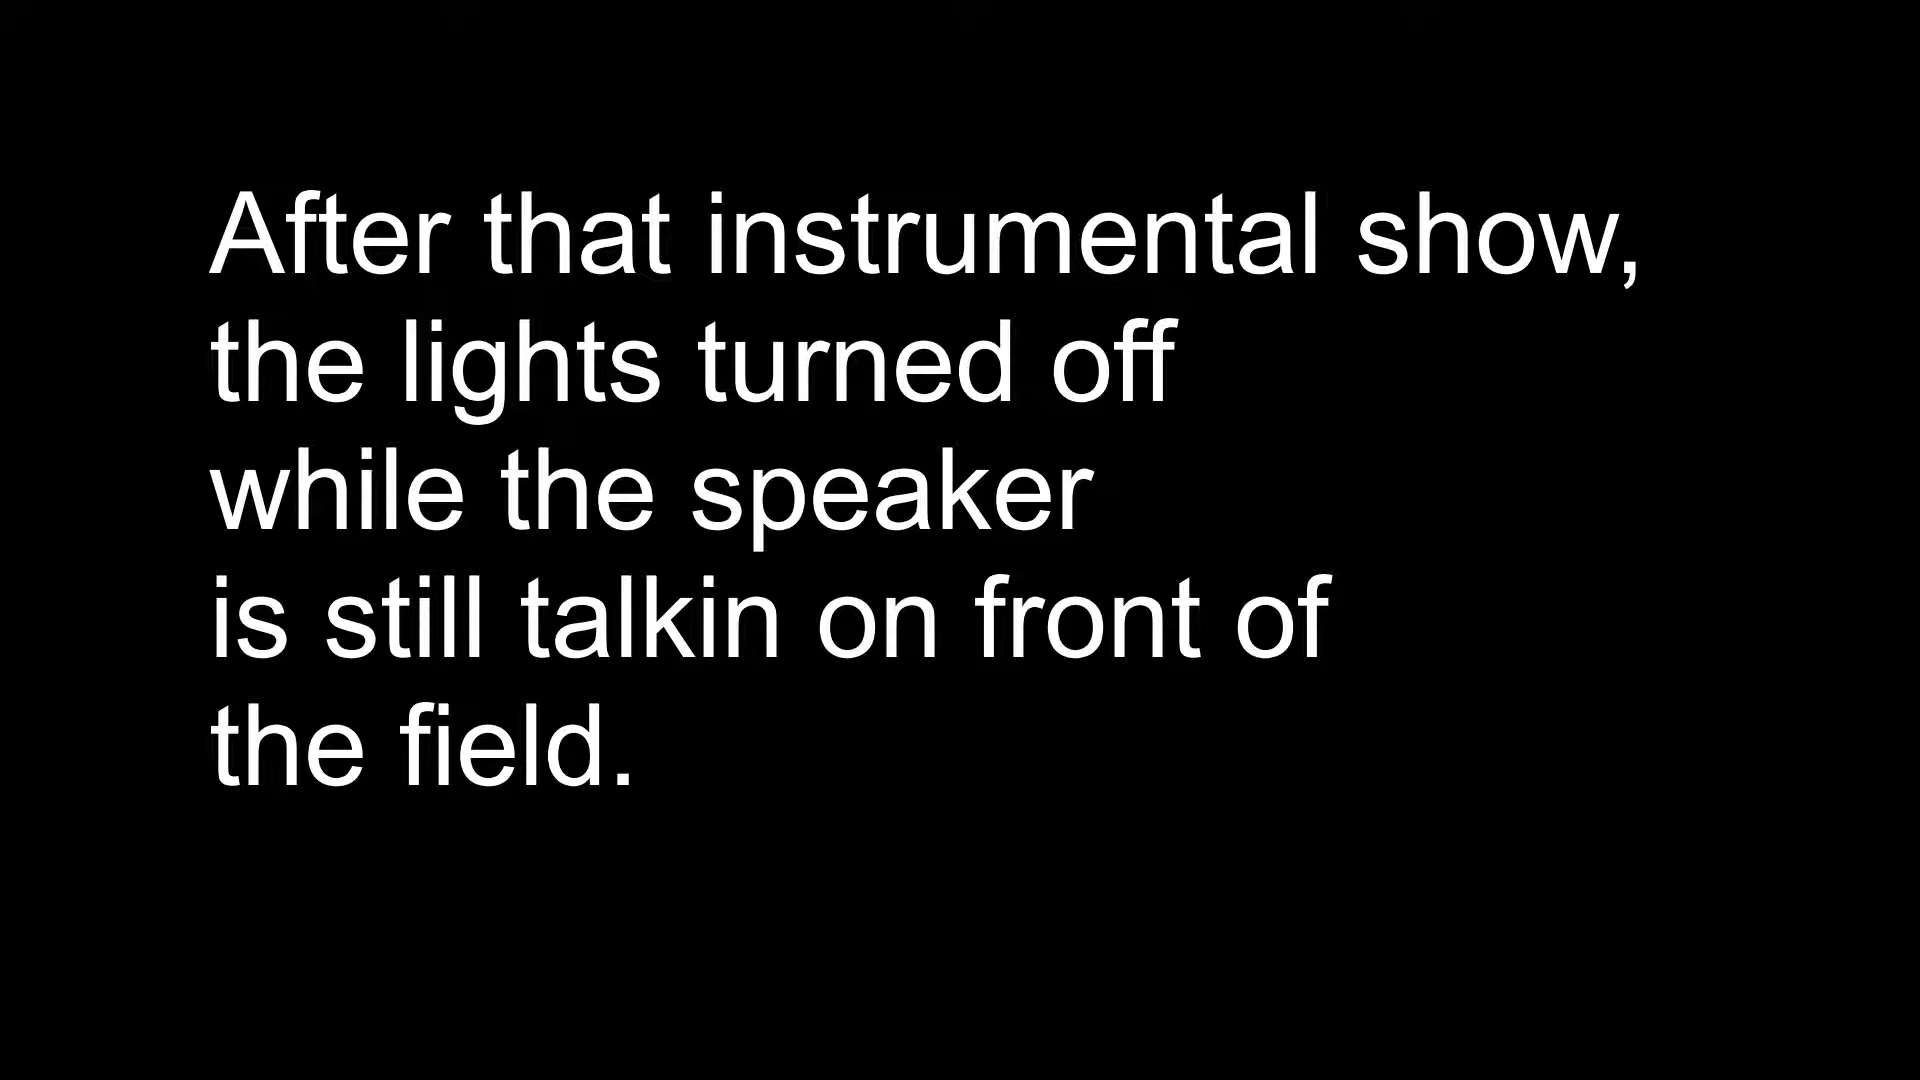 After that instrumental show,
the lights turned off
while the speaker
is still talkin on front of
the field.